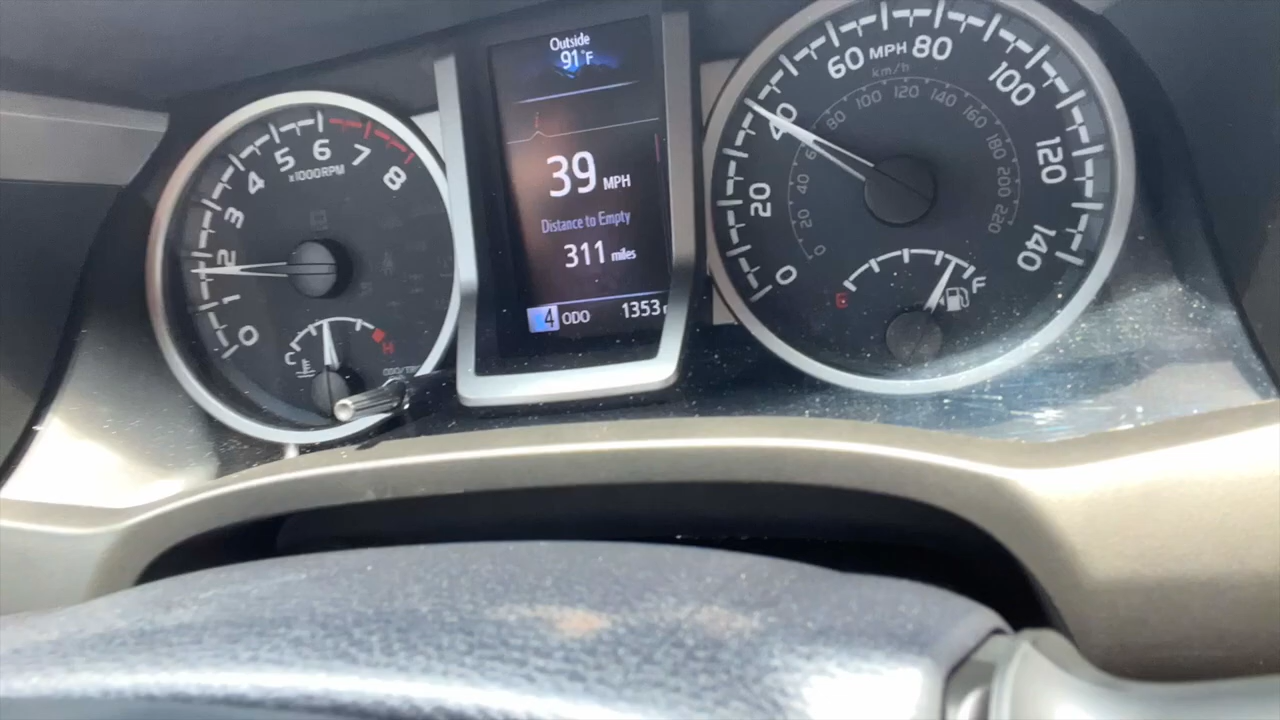 0
1
2
3
4
5
6
7
8
x1000RPM
C
H
Outside
91°F
39 MPH
Distance to Empty
311 miles
4 ODO 1353
0
20
40
60 MPH 80
100
120
140
km/h
0
20
40
60
80
100
120
140
160
180
200
220
E
F